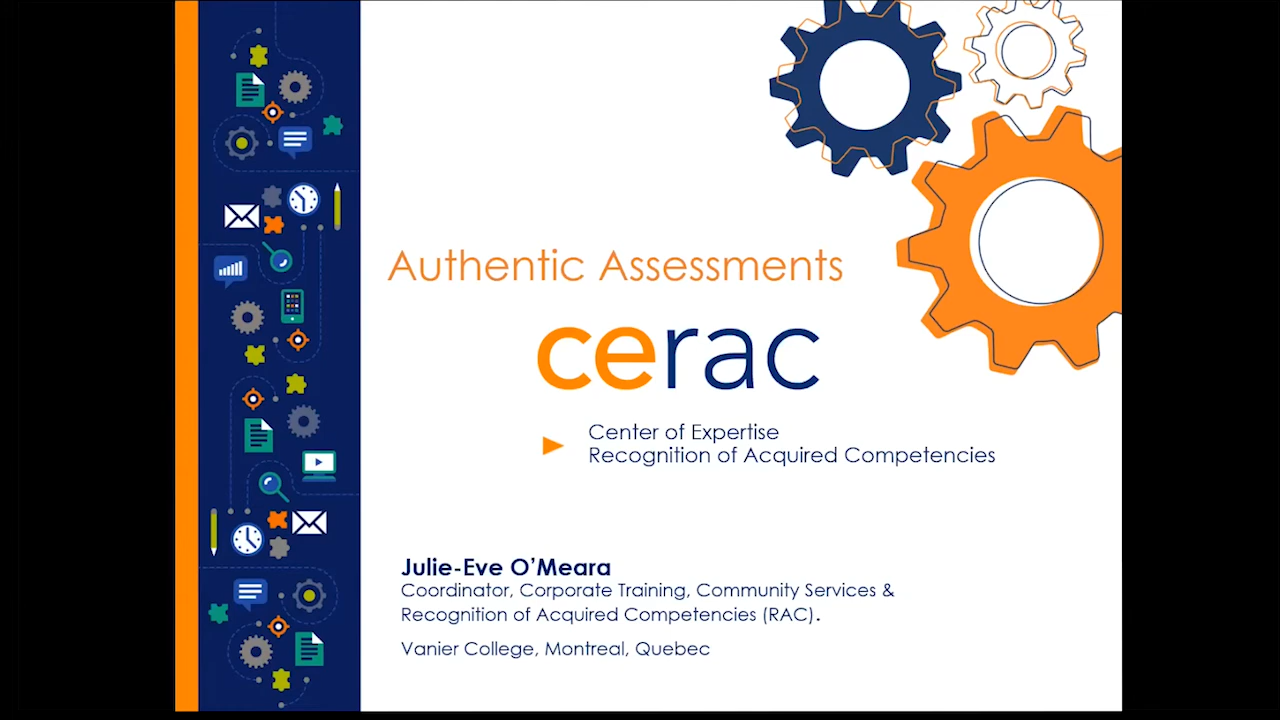 Authentic Assessments
cerac
Center of Expertise
Recognition of Acquired Competencies
Julie-Eve O’Meara
Coordinator, Corporate Training, Community Services &
Recognition of Acquired Competencies (RAC).
Vanier College, Montreal, Quebec